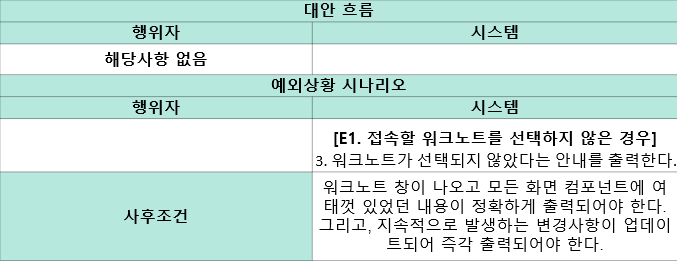 대안 흐름
행위자 시스템
해당사항 없음
예외상황 시나리오
행위자 시스템
[E1. 접속할 워크노트를 선택하지 않은 경우]
3. 워크노트가 선택되지 않았다는 안내를 출력한다.
사후조건
워크노트 창이 나오고 모든 화면 컴포넌트에 여
태껏 있었던 내용이 정확하게 출력되어야 한다.
그리고, 지속적으로 발생하는 변경사항이 업데이
트되어 즉각 출력되어야 한다.